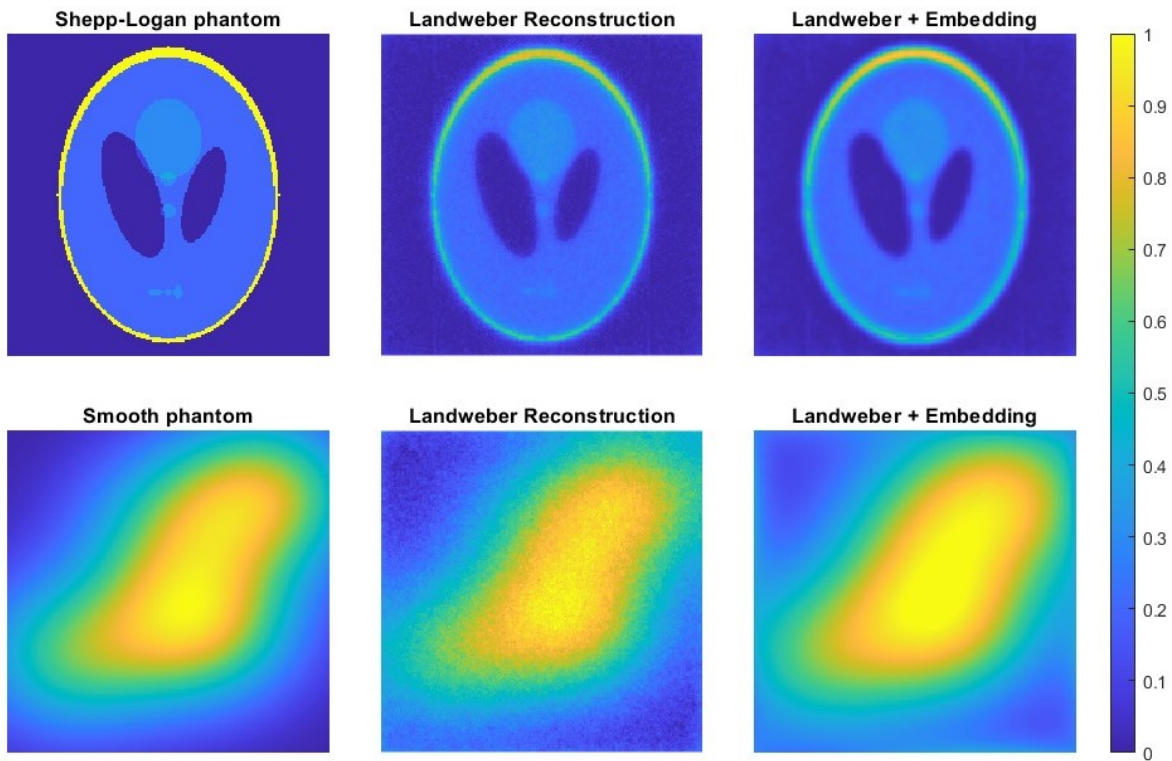 Shepp-Logan phantom
Landweber Reconstruction
Landweber + Embedding
1
0.9
0.8
0.7
0.6
0.5
0.4
0.3
0.2
0.1
0
Smooth phantom
Landweber Reconstruction
Landweber + Embedding